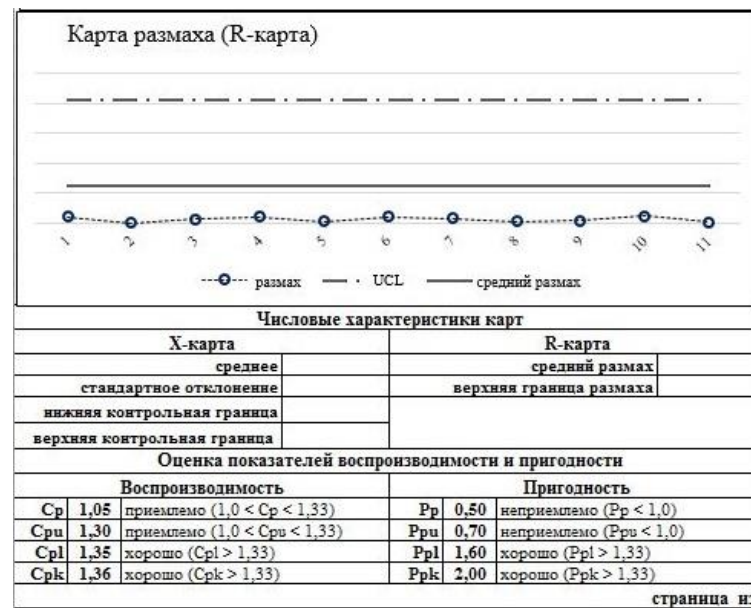 Карта размаха (R-карта)
1 2 3 4 5 6 7 8 9 10 11
размах UCL средний размах
Числовые характеристики карт
X-карта R-карта
среднее средний размах
стандартное отклонение верхняя граница размаха
нижняя контрольная граница
верхняя контрольная граница
Оценка показателей воспроизводимости и пригодности
Воспроизводимость Пригодность
Cp 1,05 приемлемо (1,0 < Cp < 1,33) Pp 0,50 неприемлемо (Pp < 1,0)
Cpu 1,30 приемлемо (1,0 < Cpu < 1,33) Ppu 0,70 неприемлемо (Ppu < 1,0)
Cpl 1,35 хорошо (Cpl > 1,33) Ppl 1,60 хорошо (Ppl > 1,33)
Cpk 1,36 хорошо (Cpk > 1,33) Ppk 2,00 хорошо (Ppk > 1,33)
страница